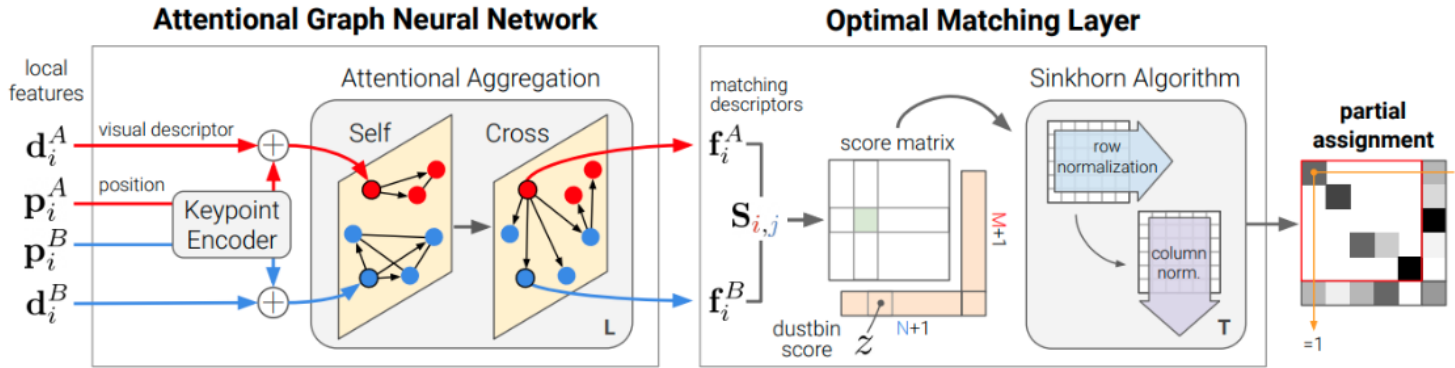 Attentional Graph Neural Network
local
features
d_i^A
visual descriptor
p_i^A
position
p_i^B
d_i^B
Keypoint
Encoder
Attentional Aggregation
Self
Cross
L
Optimal Matching Layer
matching
descriptors
f_i^A
S_i,j
f_i^B
score matrix
M+1
N+1
dustbin
score
z
Sinkhorn Algorithm
row
normalization
column
norm.
T
partial
assignment
=1